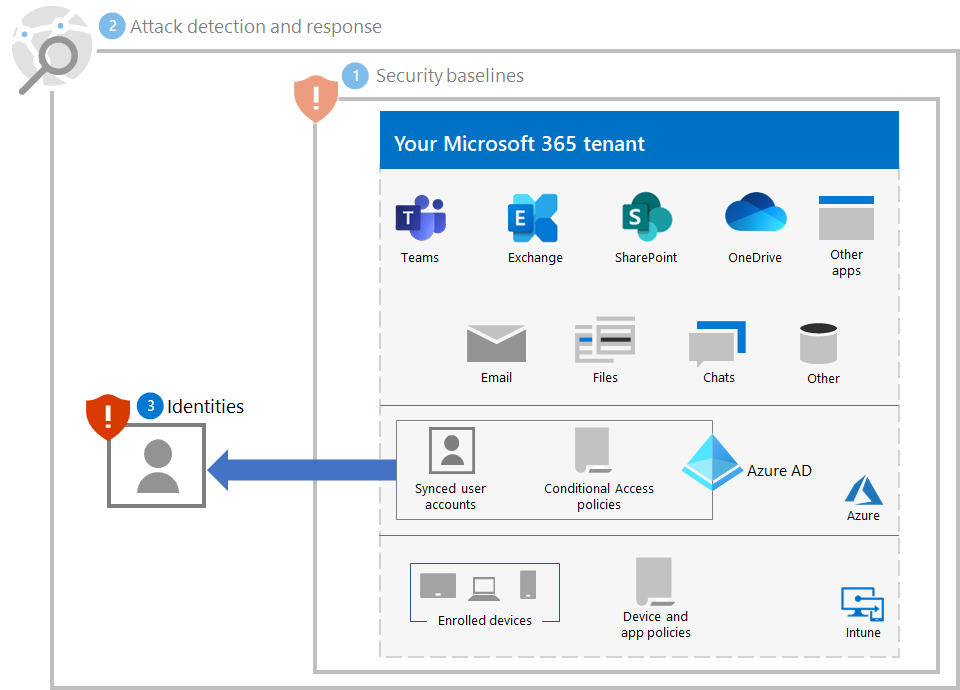 2 Attack detection and response
1 Security baselines
Your Microsoft 365 tenant
T
E
S
Teams
Exchange
SharePoint
OneDrive
Other
apps
Email
Files
Chats
Other
3 Identities
Synced user
accounts
Conditional Access
policies
Azure AD
Azure
Enrolled devices
Device and
app policies
Intune